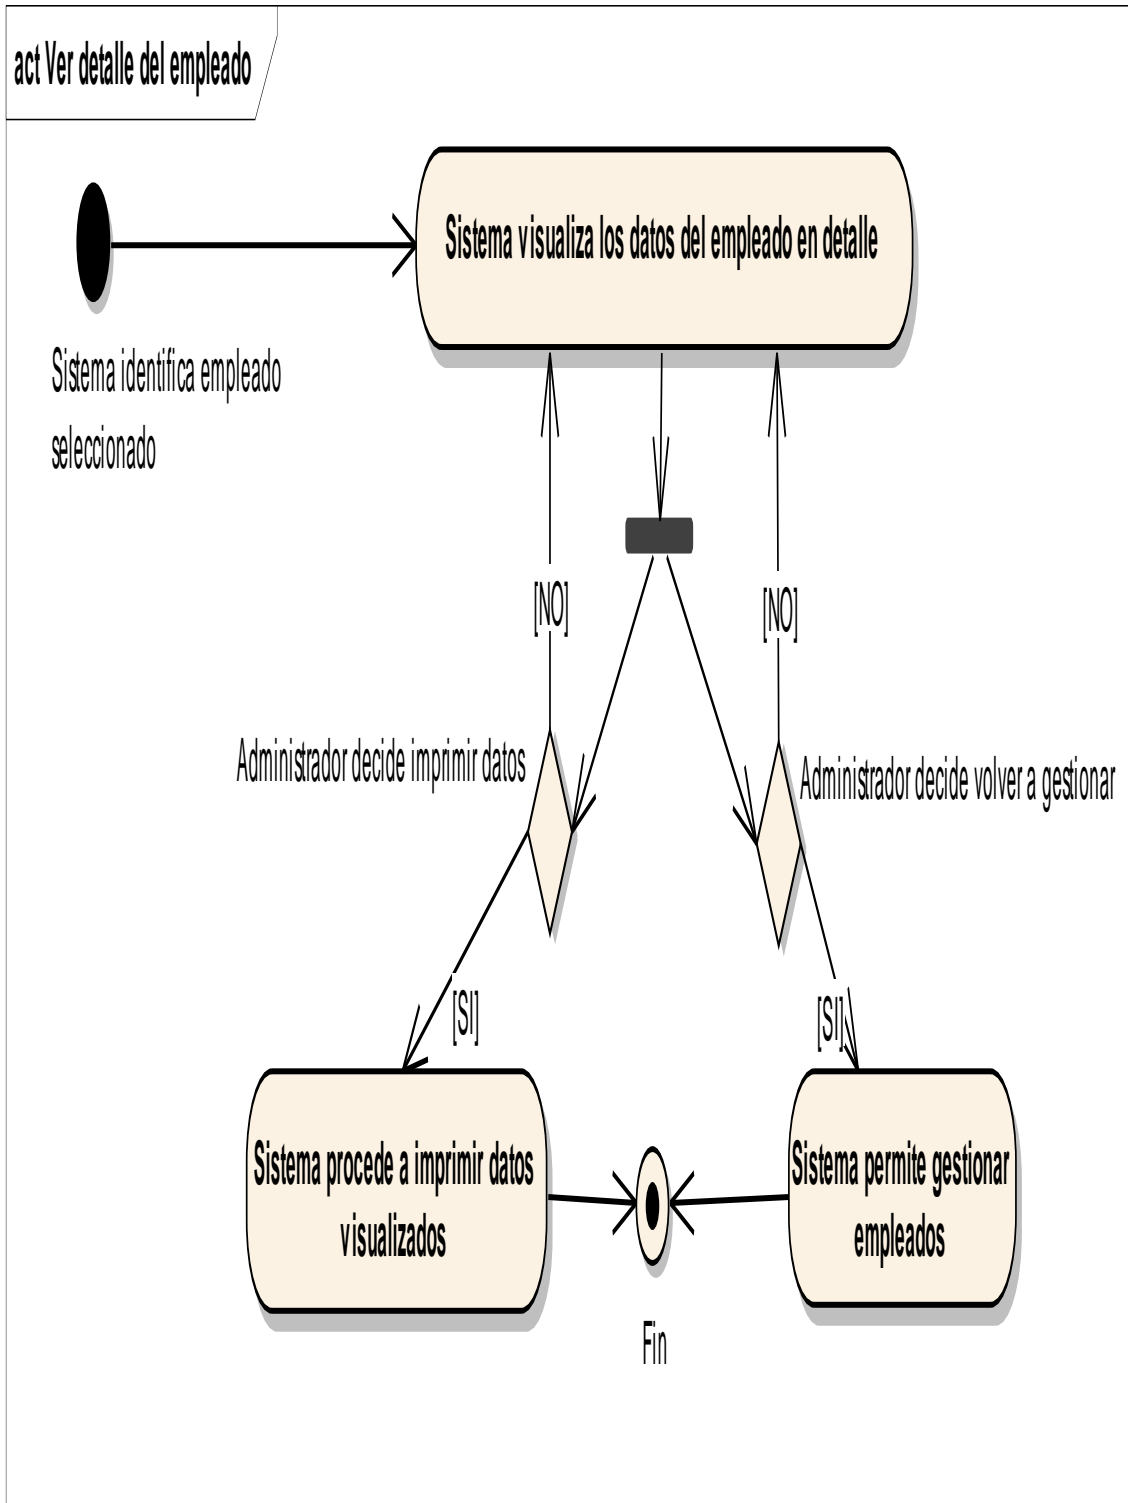 act Ver detalle del empleado
Sistema visualiza los datos del empleado en detalle
Sistema identifica empleado
seleccionado
[NO]
[NO]
Administrador decide imprimir datos
Administrador decide volver a gestionar
[SI]
[SI]
Sistema procede a imprimir datos
visualizados
Sistema permite gestionar
empleados
Fin